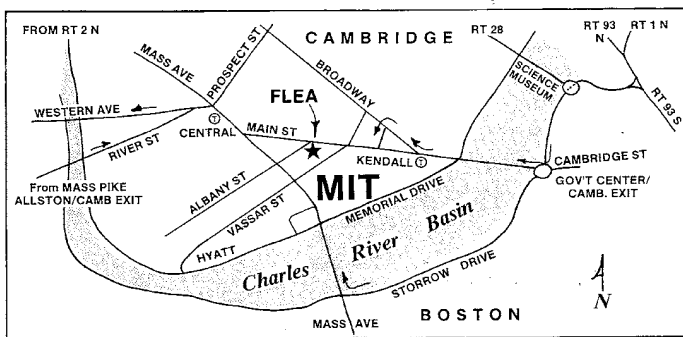 FROM RT 2 N
MASS AVE
PROSPECT ST
CAMBRIDGE
RT 28
RT 93
N
RT 1 N
RT 93 S
SCIENCE
MUSEUM
BROADWAY
FLEA
WESTERN AVE
RIVER ST
T
CENTRAL
MAIN ST
KENDALL
T
CAMBRIDGE ST
GOV'T CENTER/
CAMB. EXIT
From MASS PIKE
ALLSTON/CAMB EXIT
ALBANY ST
VASSAR ST
MIT
MEMORIAL DRIVE
HYATT
Charles River Basin
STORROW DRIVE
MASS AVE
BOSTON
N